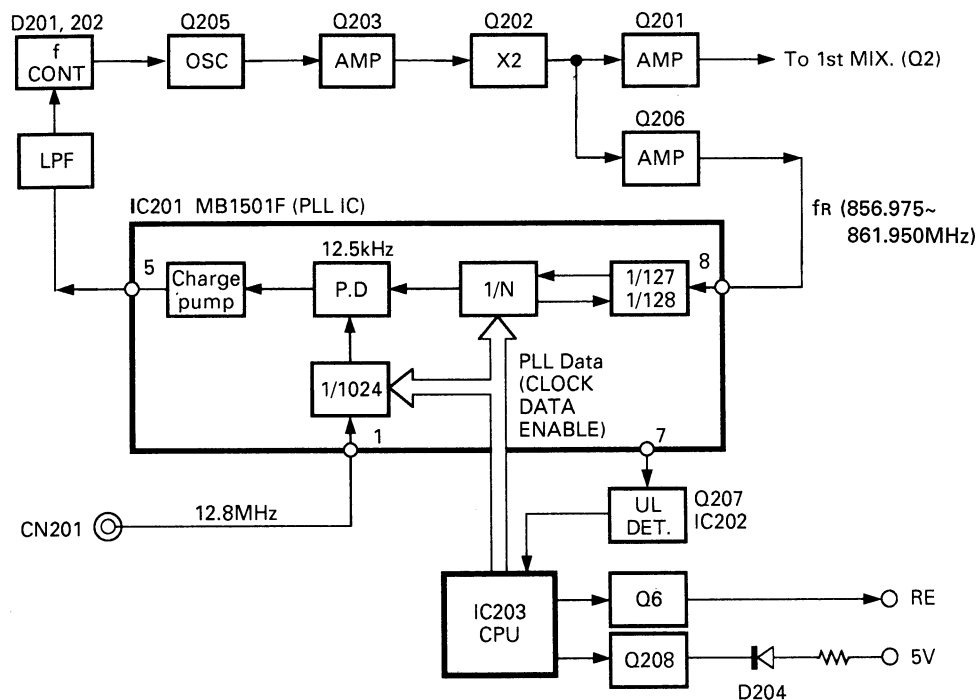 D201, 202
Q205
Q203
Q202
Q201
f
CONT
OSC
AMP
X2
AMP
To 1st MIX. (Q2)
Q206
LPF
AMP
IC201 MB1501F (PLL IC)
fR (856.975~
861.950MHz)
5
12.5kHz
8
Charge
pump
P.D
1/N
1/127
1/128
1/1024
PLL Data
(CLOCK
DATA
ENABLE)
1
7
CN201
12.8MHz
UL
DET.
Q207
IC202
IC203
CPU
Q6
RE
Q208
5V
D204